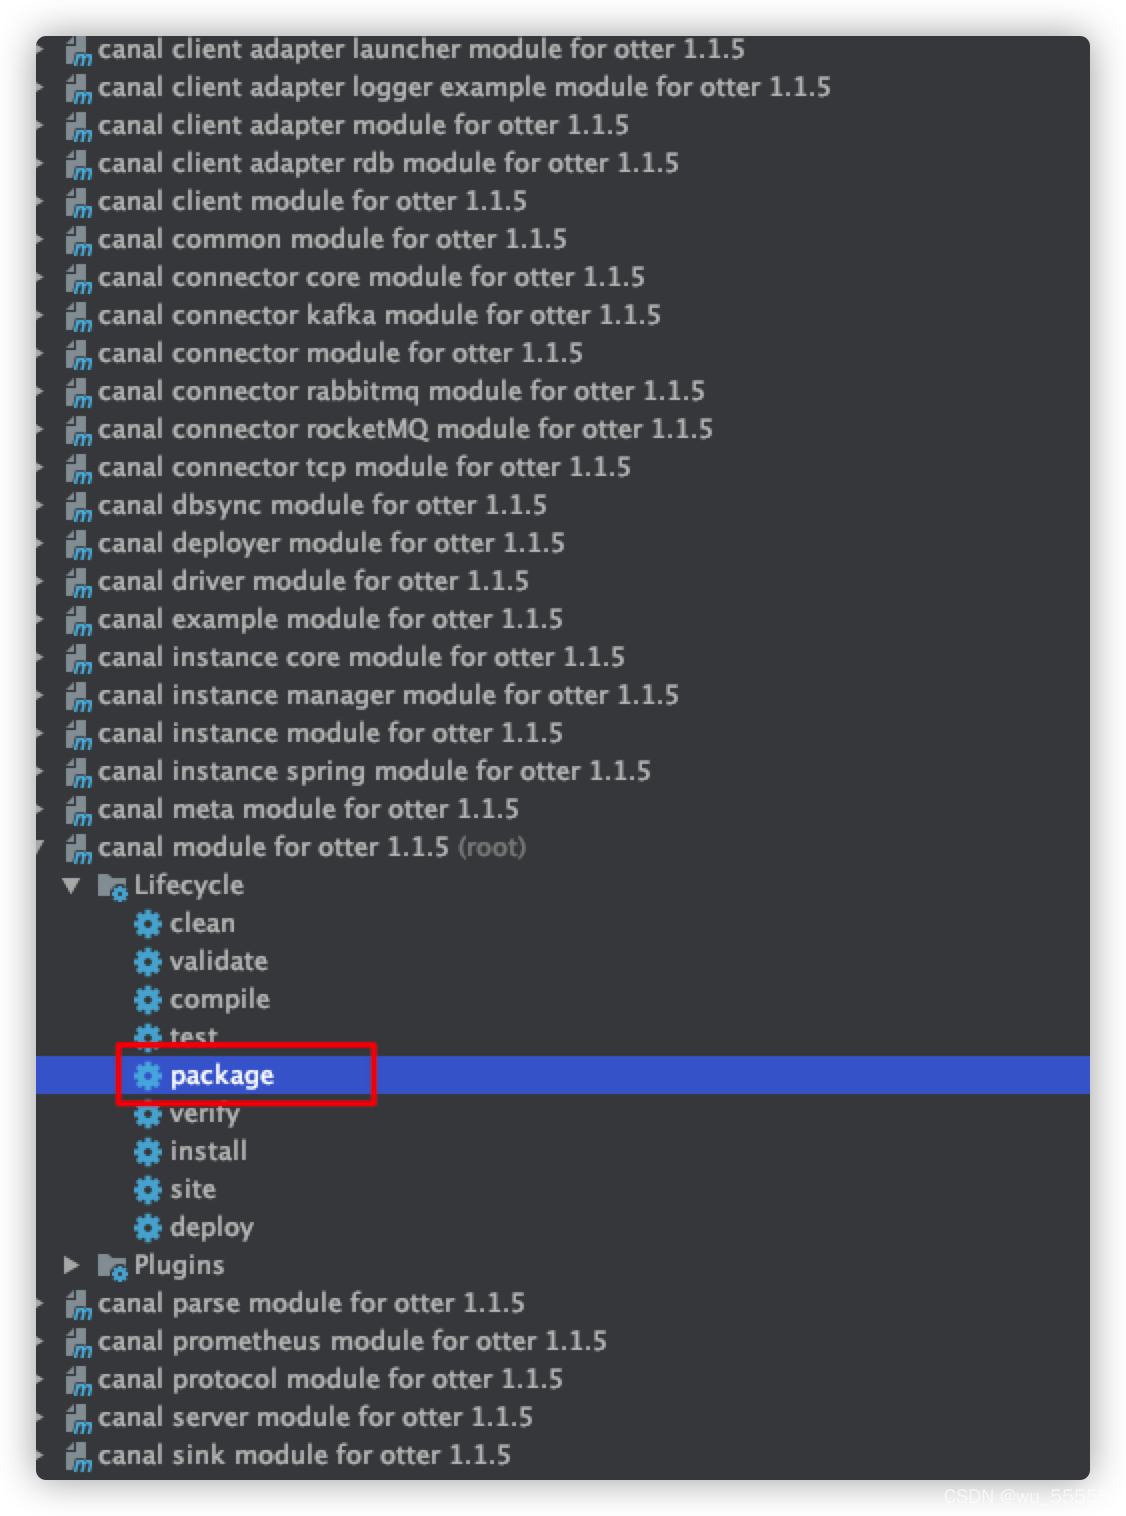 canal client adapter launcher module for otter 1.1.5
canal client adapter logger example module for otter 1.1.5
canal client adapter module for otter 1.1.5
canal client adapter rdb module for otter 1.1.5
canal client module for otter 1.1.5
canal common module for otter 1.1.5
canal connector core module for otter 1.1.5
canal connector kafka module for otter 1.1.5
canal connector module for otter 1.1.5
canal connector rabbitmq module for otter 1.1.5
canal connector rocketMQ module for otter 1.1.5
canal connector tcp module for otter 1.1.5
canal dbsync module for otter 1.1.5
canal deployer module for otter 1.1.5
canal driver module for otter 1.1.5
canal example module for otter 1.1.5
canal instance core module for otter 1.1.5
canal instance manager module for otter 1.1.5
canal instance module for otter 1.1.5
canal instance spring module for otter 1.1.5
canal meta module for otter 1.1.5
canal module for otter 1.1.5 (root)
Lifecycle
clean
validate
compile
test
package
verify
install
site
deploy
Plugins
canal parse module for otter 1.1.5
canal prometheus module for otter 1.1.5
canal protocol module for otter 1.1.5
canal server module for otter 1.1.5
canal sink module for otter 1.1.5
CSDN